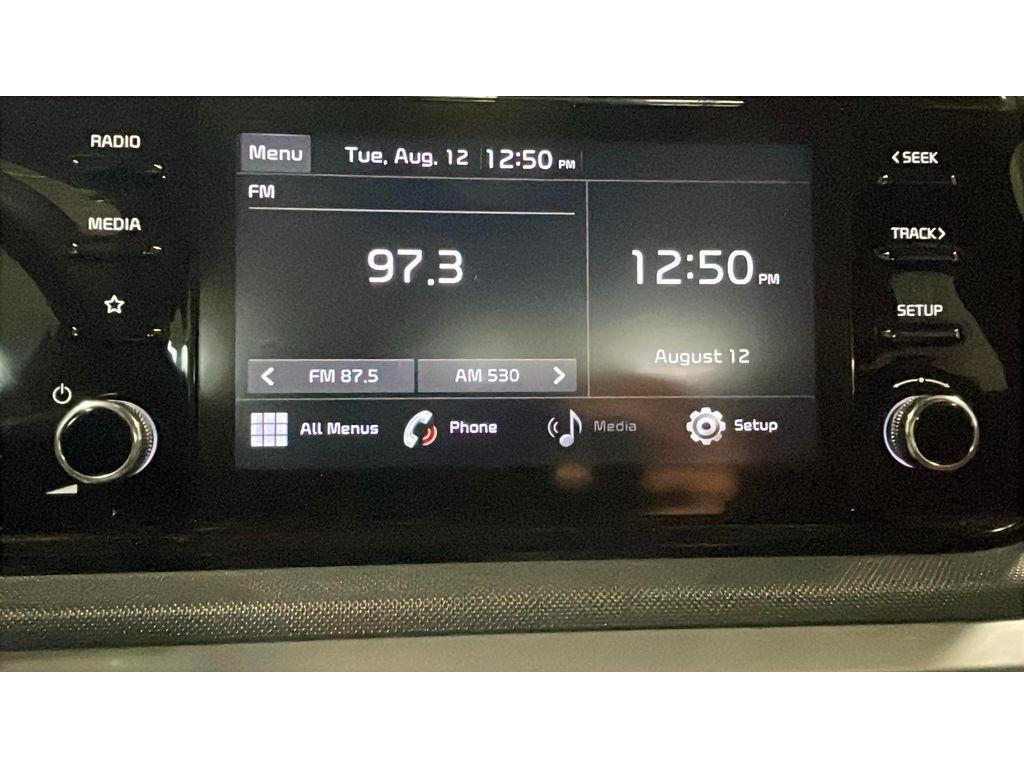 RADIO
MEDIA
Menu Tue, Aug. 12 12:50 PM
FM
97.3
12:50 PM
August 12
FM 87.5 AM 530
All Menus Phone Media Setup
<SEEK
TRACK>
SETUP